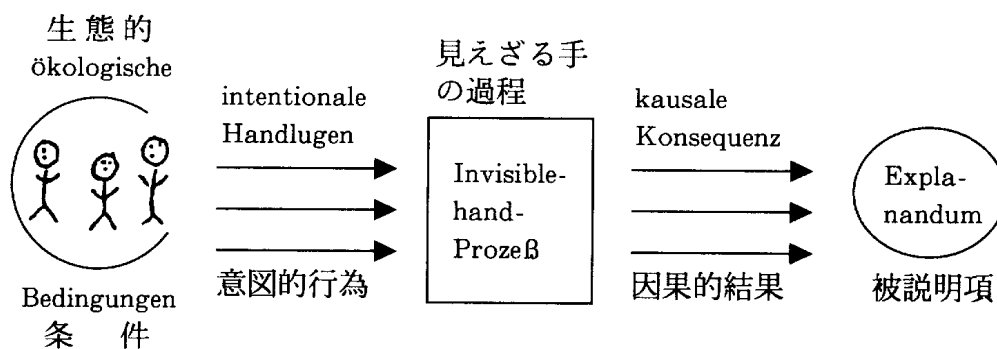 生態的
ökologische
Bedingungen
条 件
intentionale
Handlugen
意図的行為
見えざる手
の過程
Invisible-
hand-
Prozeß
kausale
Konsequenz
因果的結果
Expla-
nandum
被説明項